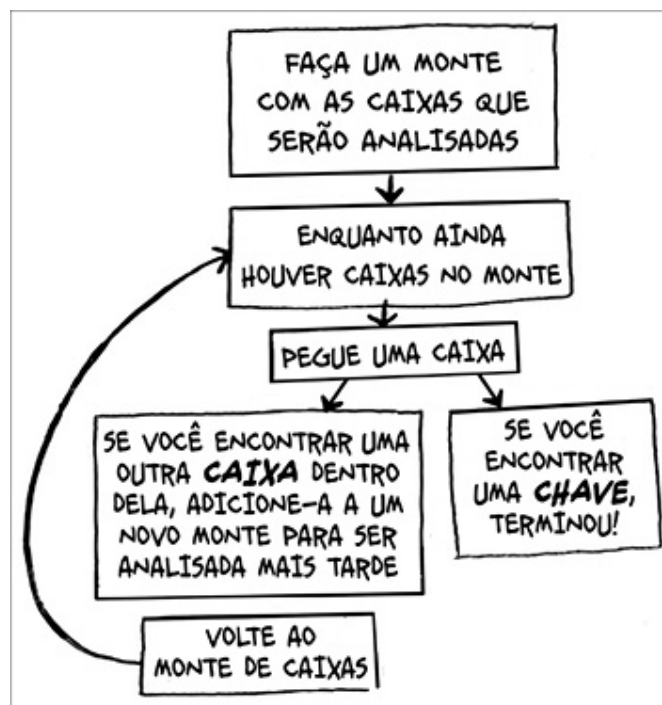 FAÇA UM MONTE
COM AS CAIXAS QUE
SERÃO ANALISADAS
ENQUANTO AINDA
HOUVER CAIXAS NO MONTE
PEGUE UMA CAIXA
SE VOCÊ ENCONTRAR UMA
OUTRA CAIXA DENTRO
DELA, ADICIONE-A A UM
NOVO MONTE PARA SER
ANALISADA MAIS TARDE
SE VOCÊ
ENCONTRAR
UMA CHAVE,
TERMINOU!
VOLTE AO
MONTE DE CAIXAS